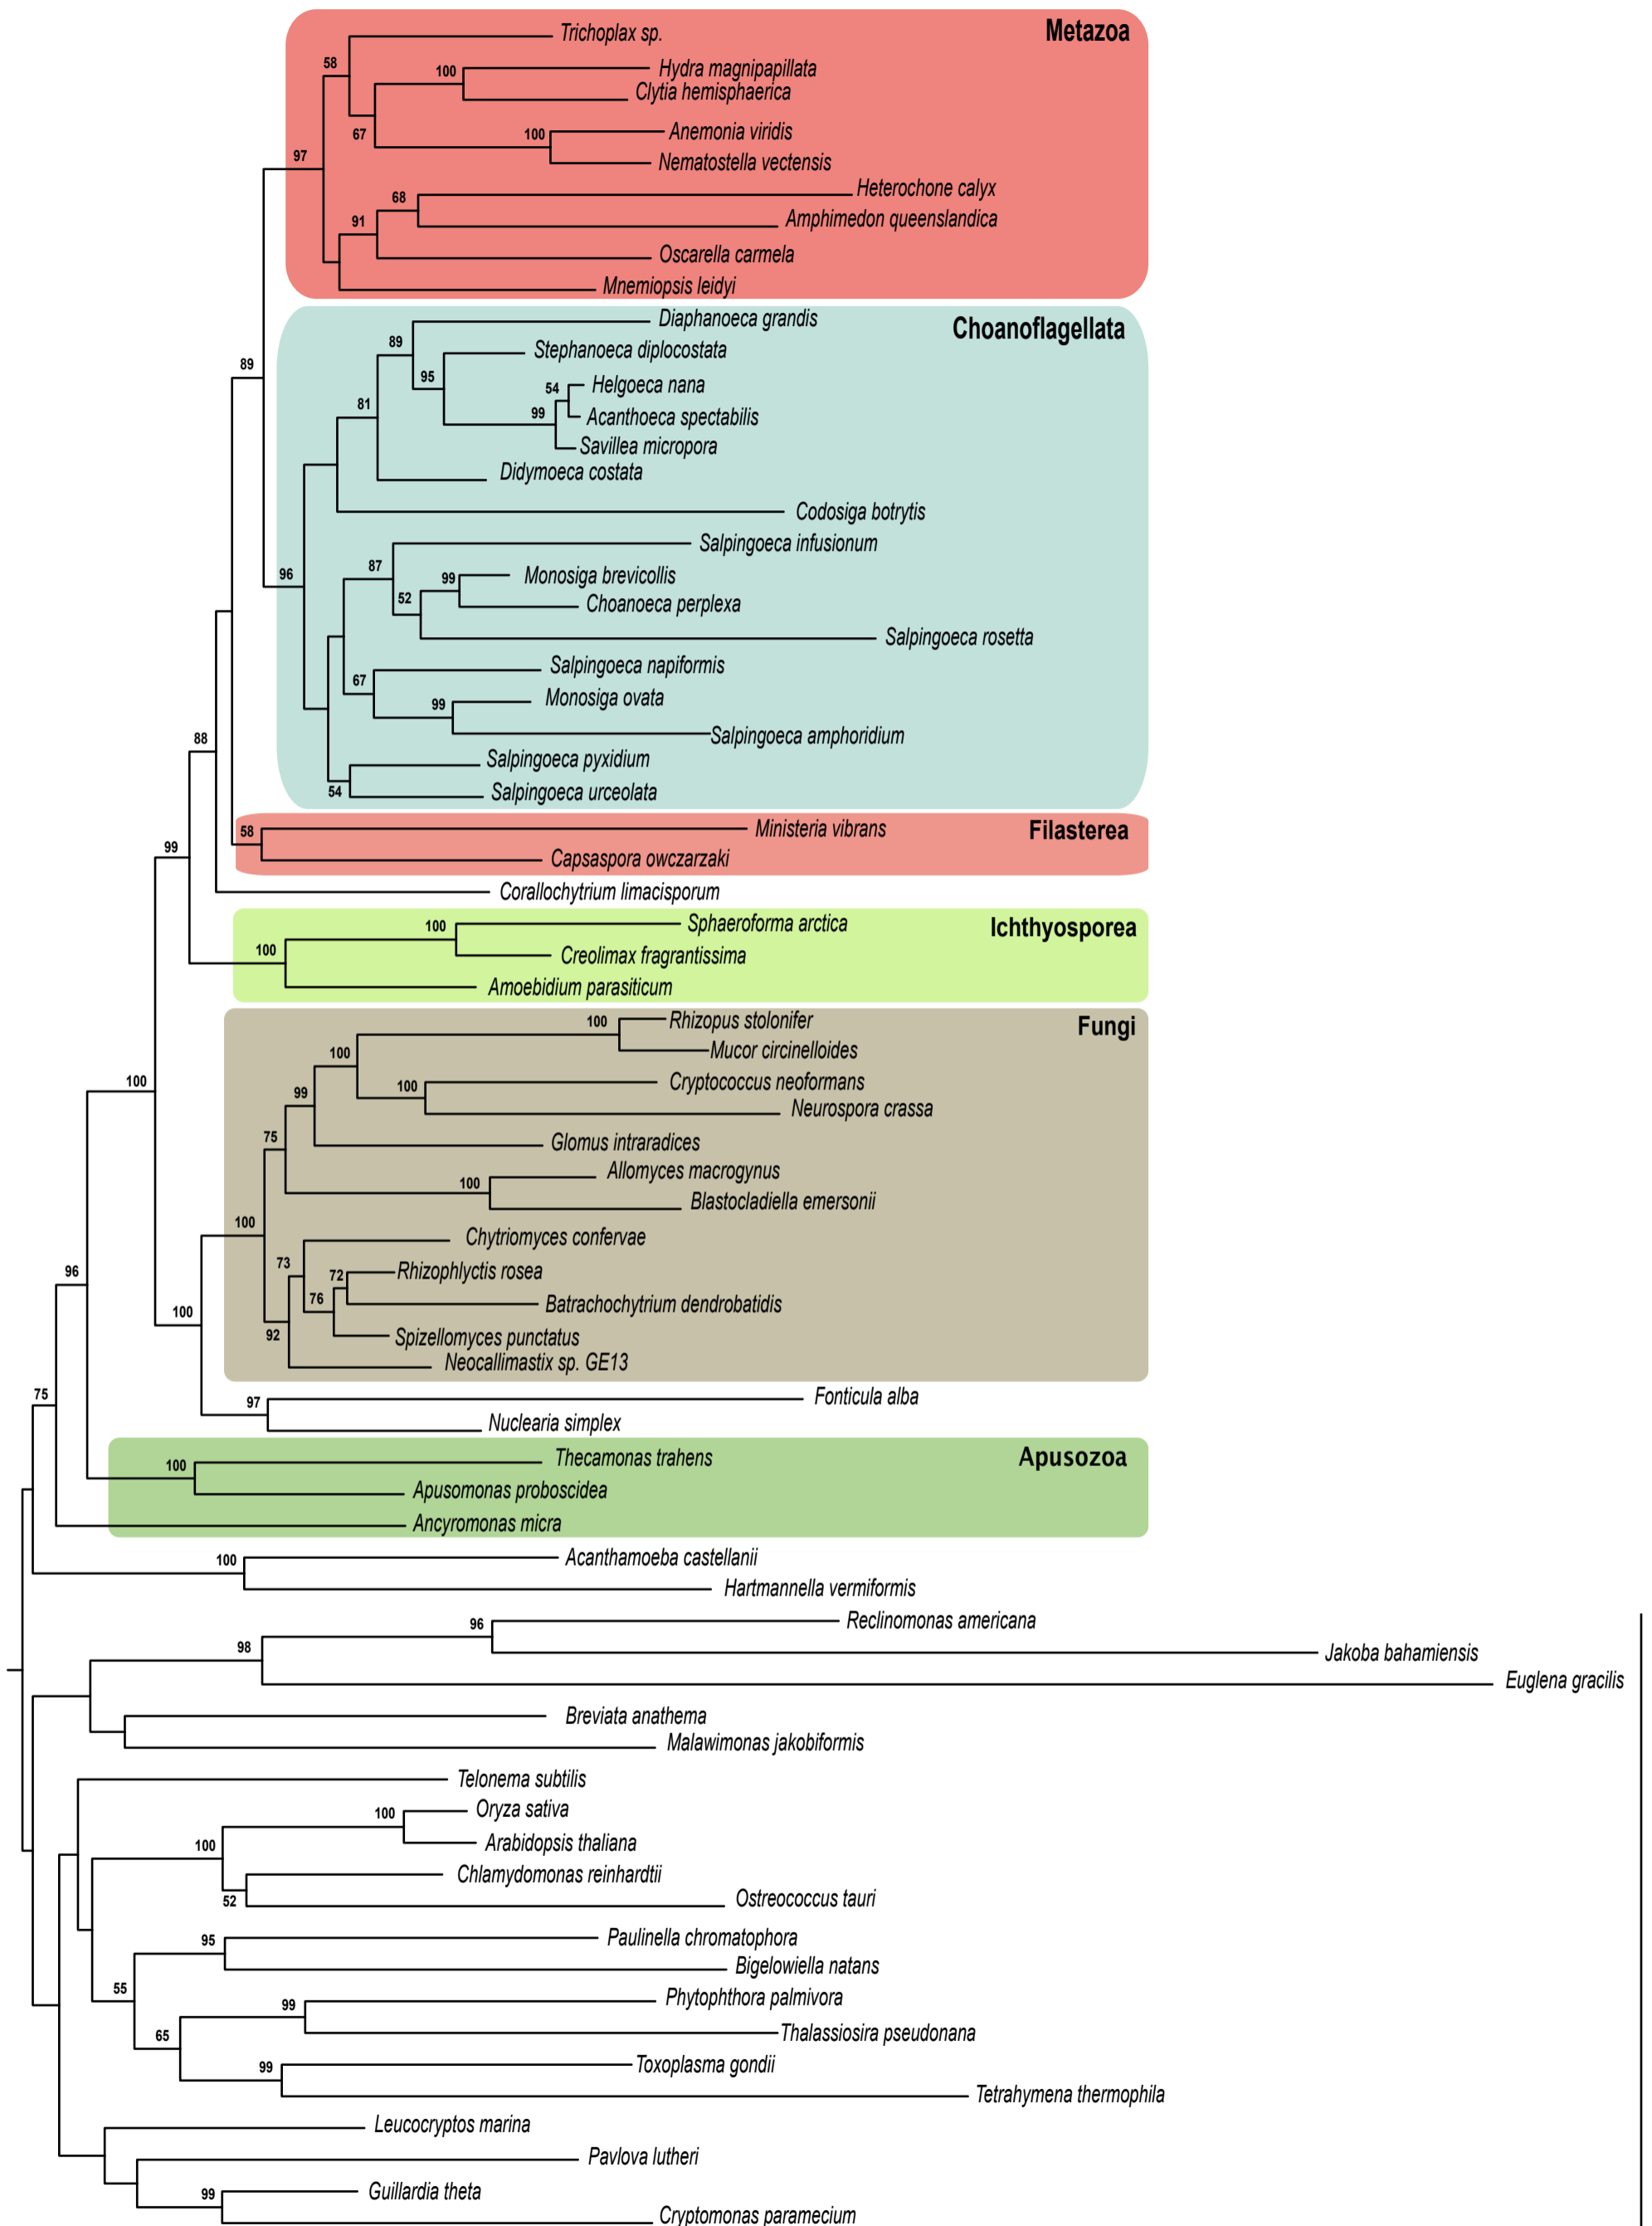 Metazoa
Trichoplax sp.
58
100
Hydra magnipapillata
Clytia hemisphaerica
67
100
Anemonia viridis
Nematostella vectensis
97
Heterochone calyx
68
91
Amphimedon queenslandica
Oscarella carmela
Mnemiopsis leidyi
Diaphanoeca grandis
Choanoflagellata
89
Stephanoeca diplocostata
89
95
54
Helgoeca nana
81
99
Acanthoeca spectabilis
Savillea micropora
Didymoeca costata
Codosiga botrytis
Salpingoeca infusionum
96
87
99
Monosiga brevicollis
52
Choanoeca perplexa
Salpingoeca rosetta
Salpingoeca napiformis
67
Monosiga ovata
99
Salpingoeca amphoridium
88
Salpingoeca pyxidium
54
Salpingoeca urceolata
58
Ministeria vibrans
Filasterea
99
Capsaspora owczarzaki
Corallochytrium limacisporum
100
Sphaeroforma arctica
Ichthyosporea
100
Creolimax fragrantissima
Amoebidium parasiticum
100
Rhizopus stolonifer
Fungi
100
Mucor circinelloides
100
100
Cryptococcus neoformans
99
Neurospora crassa
75
Glomus intraradices
100
Allomyces macrogynus
Blastocladiella emersonii
100
Chytriomyces confervae
96
73
72
Rhizophlyctis rosea
76
Batrachochytrium dendrobatidis
100
92
Spizellomyces punctatus
Neocallimastix sp. GE13
75
97
Fonticula alba
Nuclearia simplex
100
Thecamonas trahens
Apusozoa
Apusomonas proboscidea
Ancyromonas micra
100
Acanthamoeba castellanii
Hartmannella vermiformis
96
Reclinomonas americana
98
Jakoba bahamiensis
Euglena gracilis
Breviata anathema
Malawimonas jakobiformis
Telonema subtilis
100
Oryza sativa
100
Arabidopsis thaliana
Chlamydomonas reinhardtii
52
Ostreococcus tauri
95
Paulinella chromatophora
Bigelowiella natans
55
99
Phytophthora palmivora
65
Thalassiosira pseudonana
99
Toxoplasma gondii
Tetrahymena thermophila
Leucocryptos marina
Pavlova lutheri
99
Guillardia theta
Cryptomonas paramecium